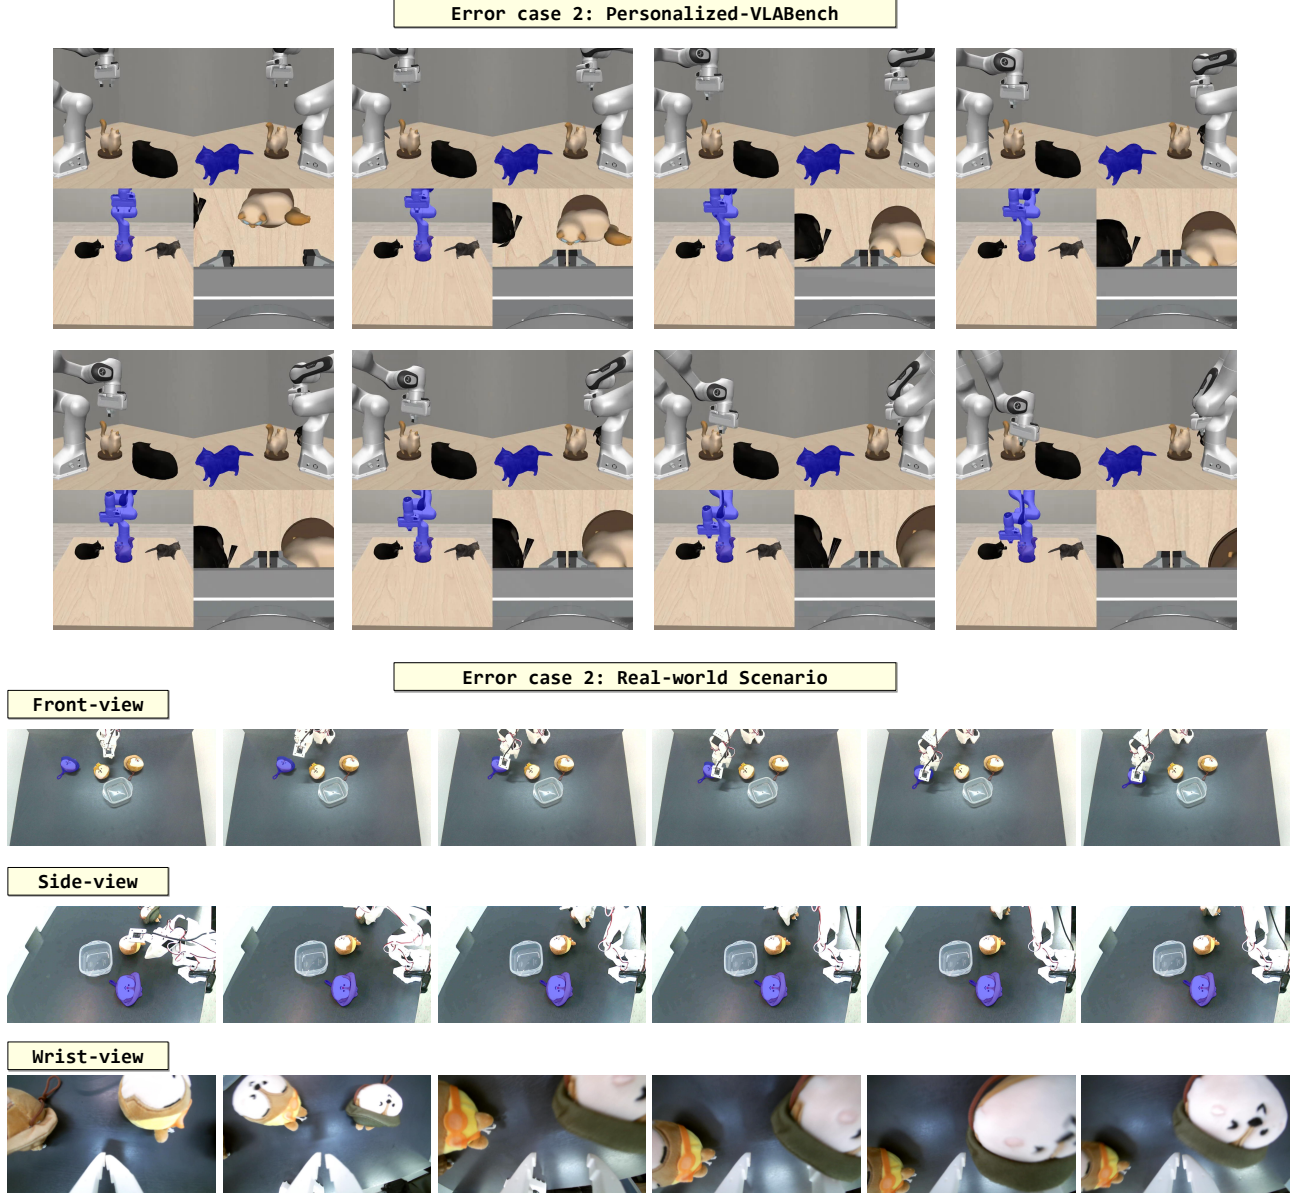 Error case 2: Personalized-VLABench
Error case 2: Real-world Scenario
Front-view
Side-view
Wrist-view